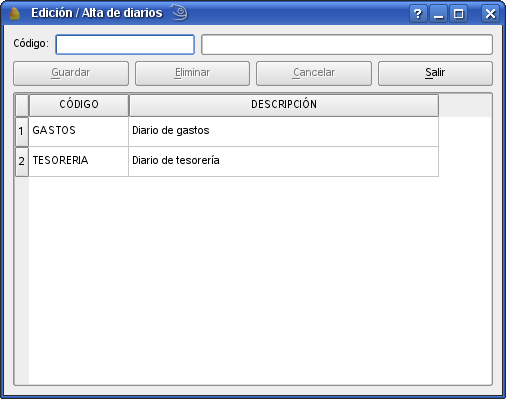 Edición / Alta de diarios
Código:
Guardar Eliminar Cancelar Salir
CÓDIGO DESCRIPCIÓN
1 GASTOS Diario de gastos
2 TESORERIA Diario de tesorería